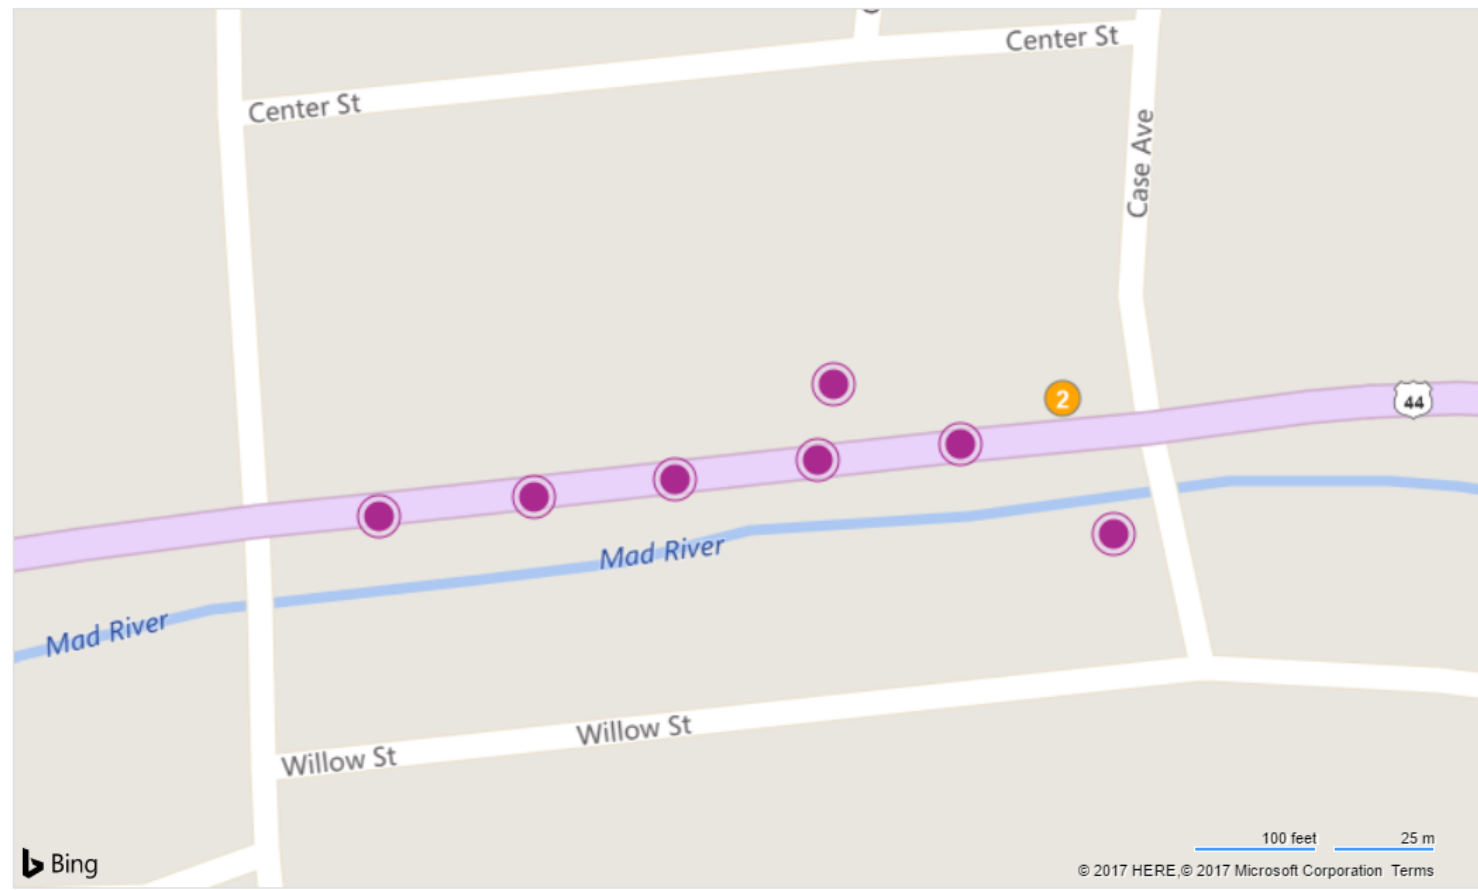 Center St
Center St
Case Ave
2
44
Mad River
Mad River
Willow St
Willow St
100 feet 25 m
Bing
© 2017 HERE,© 2017 Microsoft Corporation Terms